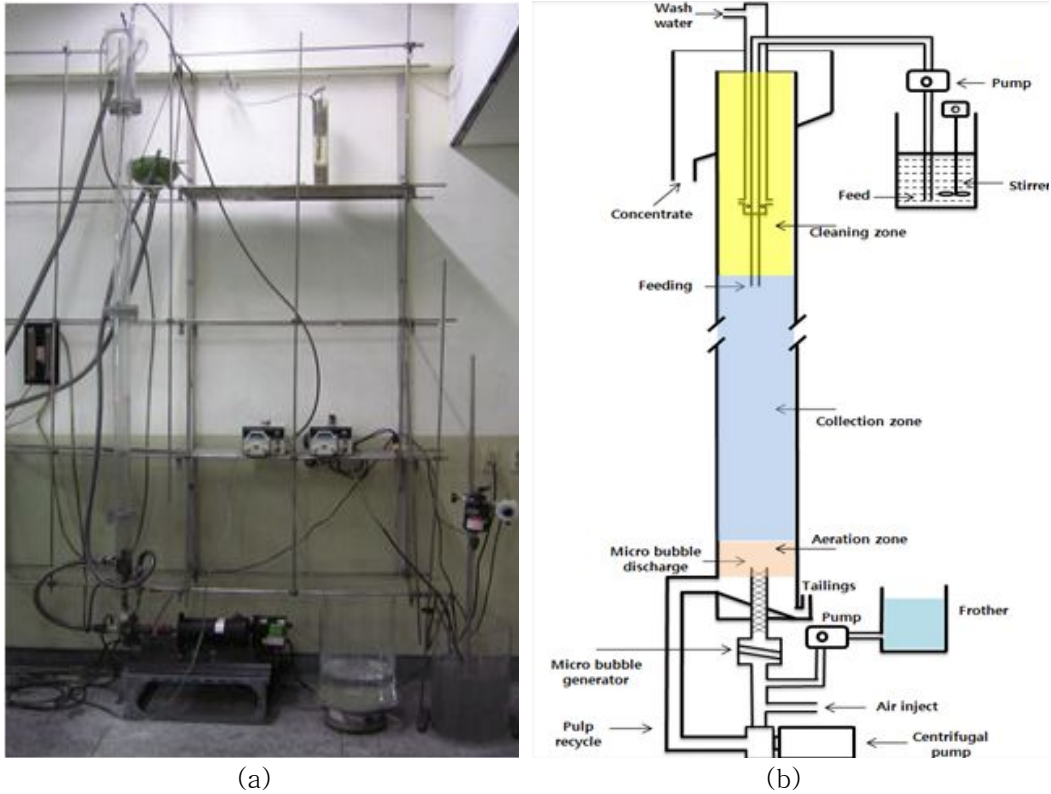 Wash
water
Pump
Feed
Stirrer
Concentrate
Cleaning zone
Feeding
Collection zone
Aeration zone
Micro bubble
discharge
Tailings
Pump
Frother
Micro bubble
generator
Air inject
Pulp
recycle
Centrifugal
pump
(a)
(b)